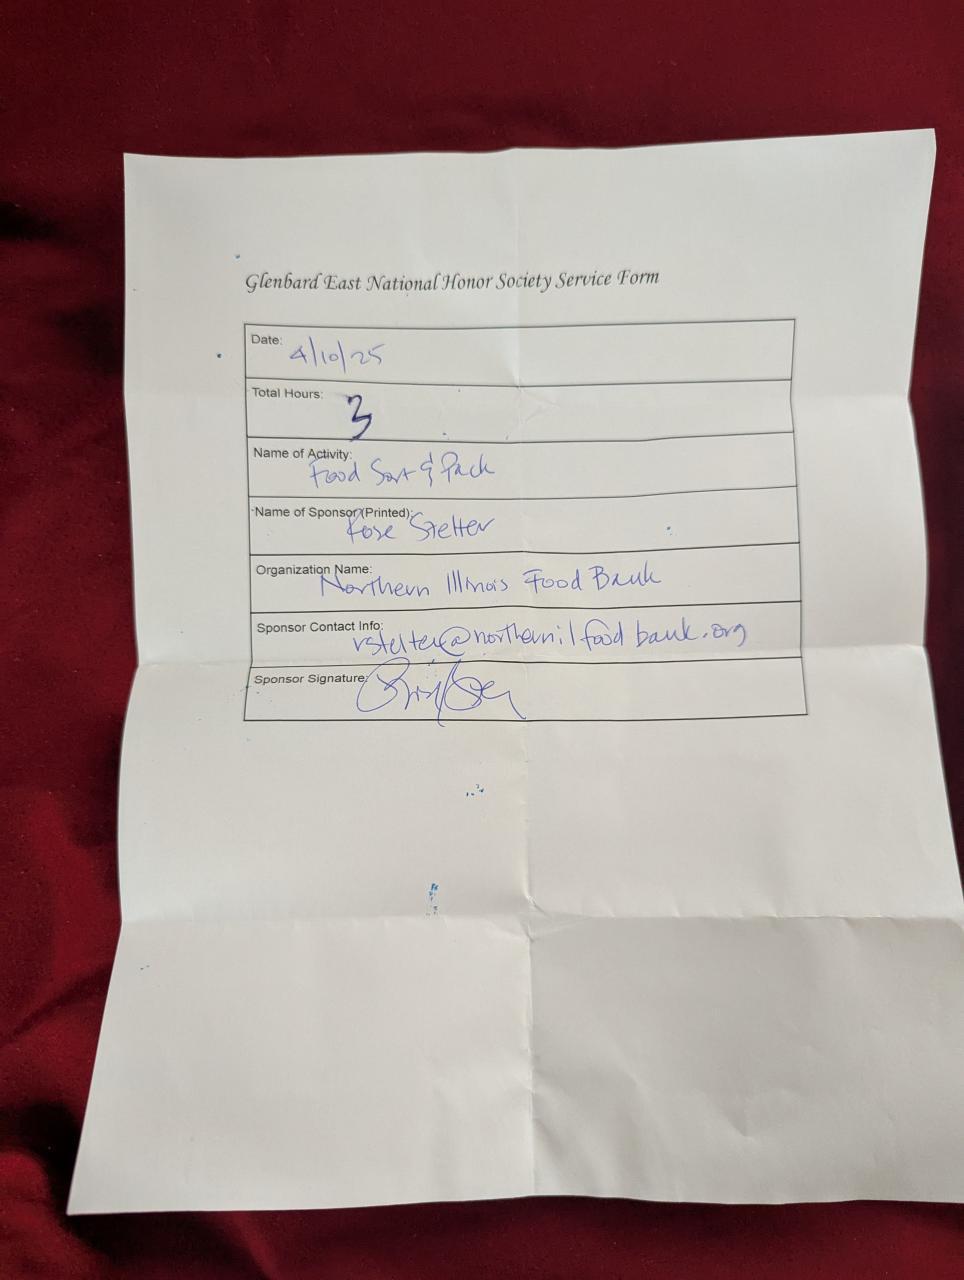 Glenbard East National Honor Society Service Form
Date: 4/10/25
Total Hours: 3
Name of Activity: Food Sort & Pack
Name of Sponsor (Printed): Rose Stelter
Organization Name: Northern Illinois Food Bank
Sponsor Contact Info: rstelter@northernilfoodbank.org
Sponsor Signature: